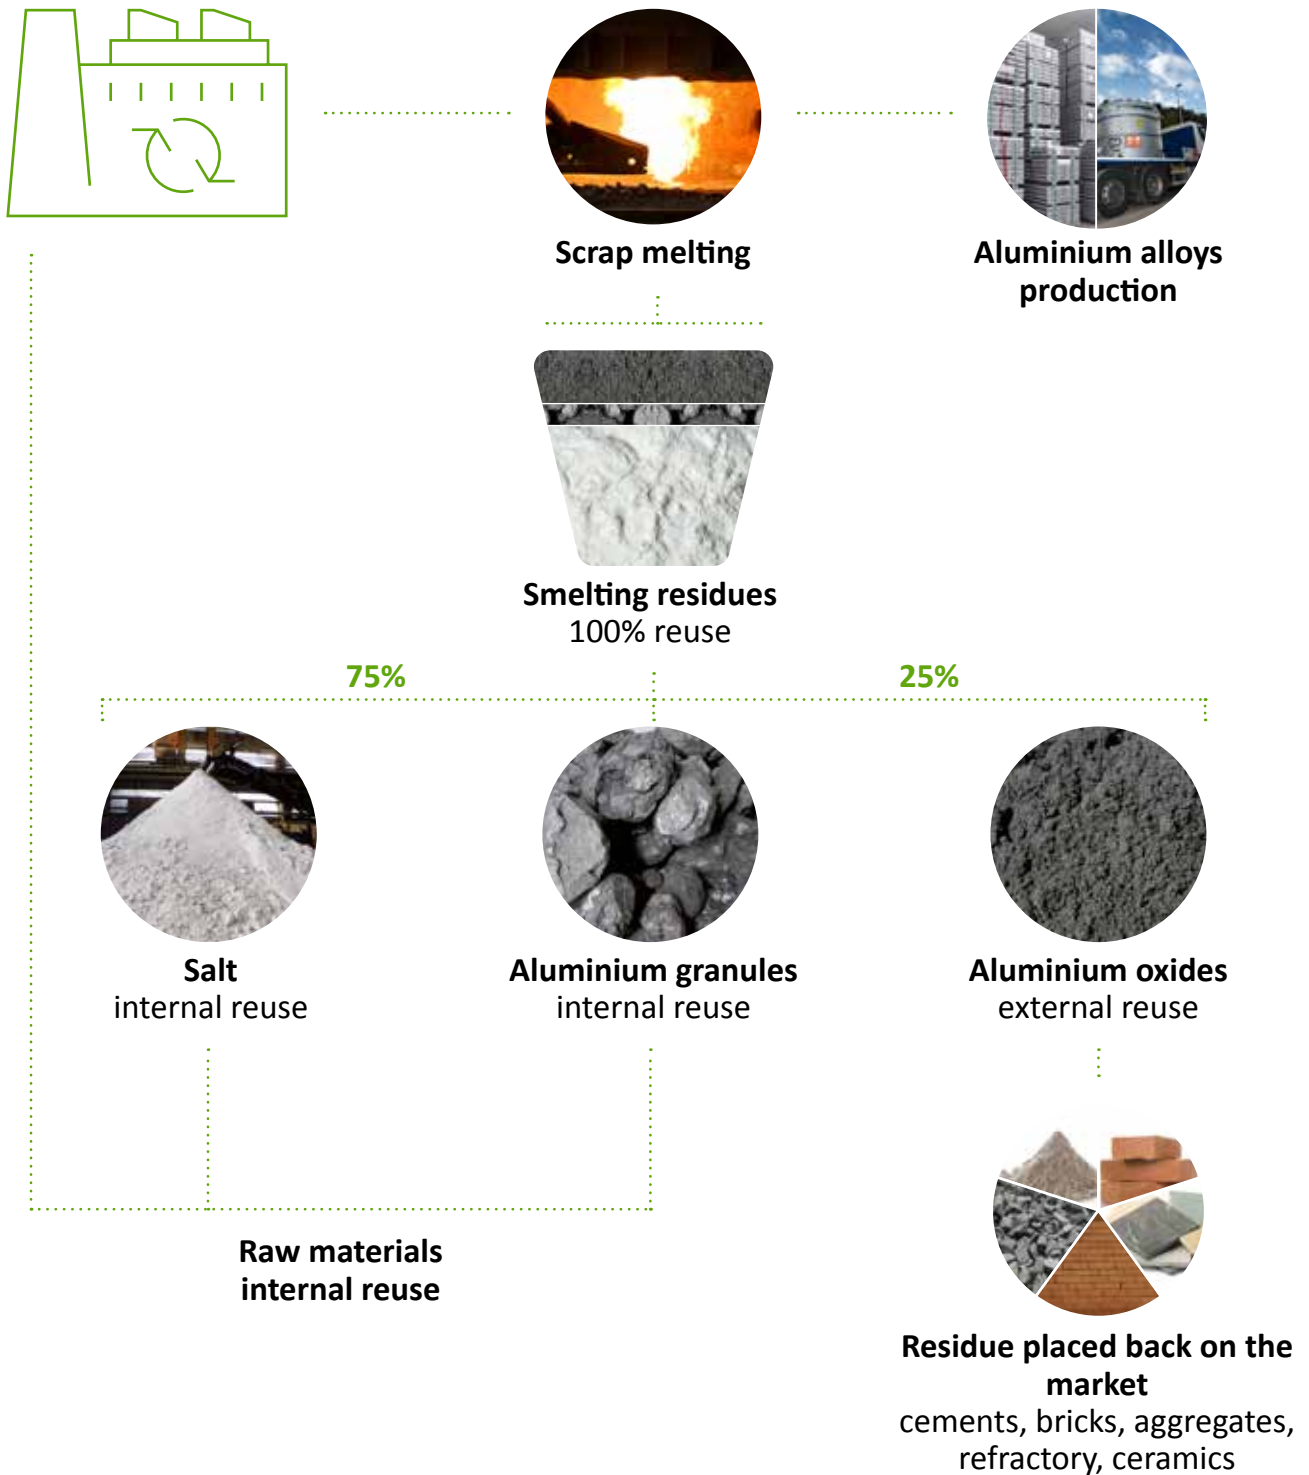 Scrap melting
Aluminium alloys
production
Smelting residues
100% reuse
75%
25%
Salt
internal reuse
Aluminium granules
internal reuse
Aluminium oxides
external reuse
Raw materials
internal reuse
Residue placed back on the
market
cements, bricks, aggregates,
refractory, ceramics